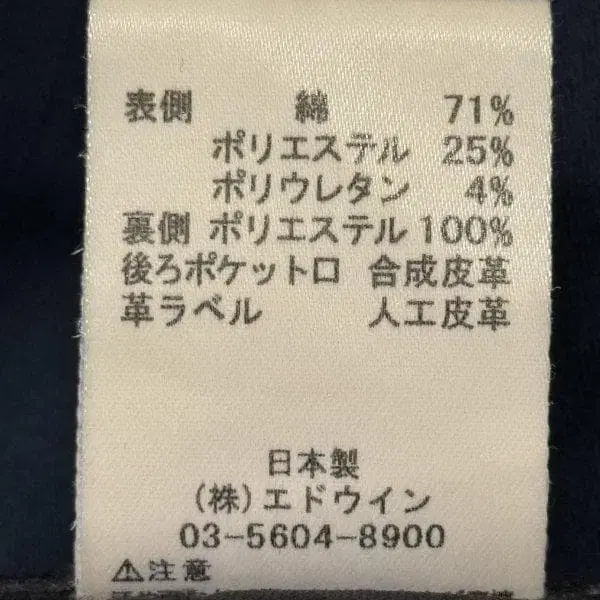 表側 綿 71%
ポリエステル 25%
ポリウレタン 4%
裏側 ポリエステル 100%
後ろポケット口 合成皮革
革ラベル 人工皮革
日本製
(株)エドウイン
03-5604-8900
⚠注意